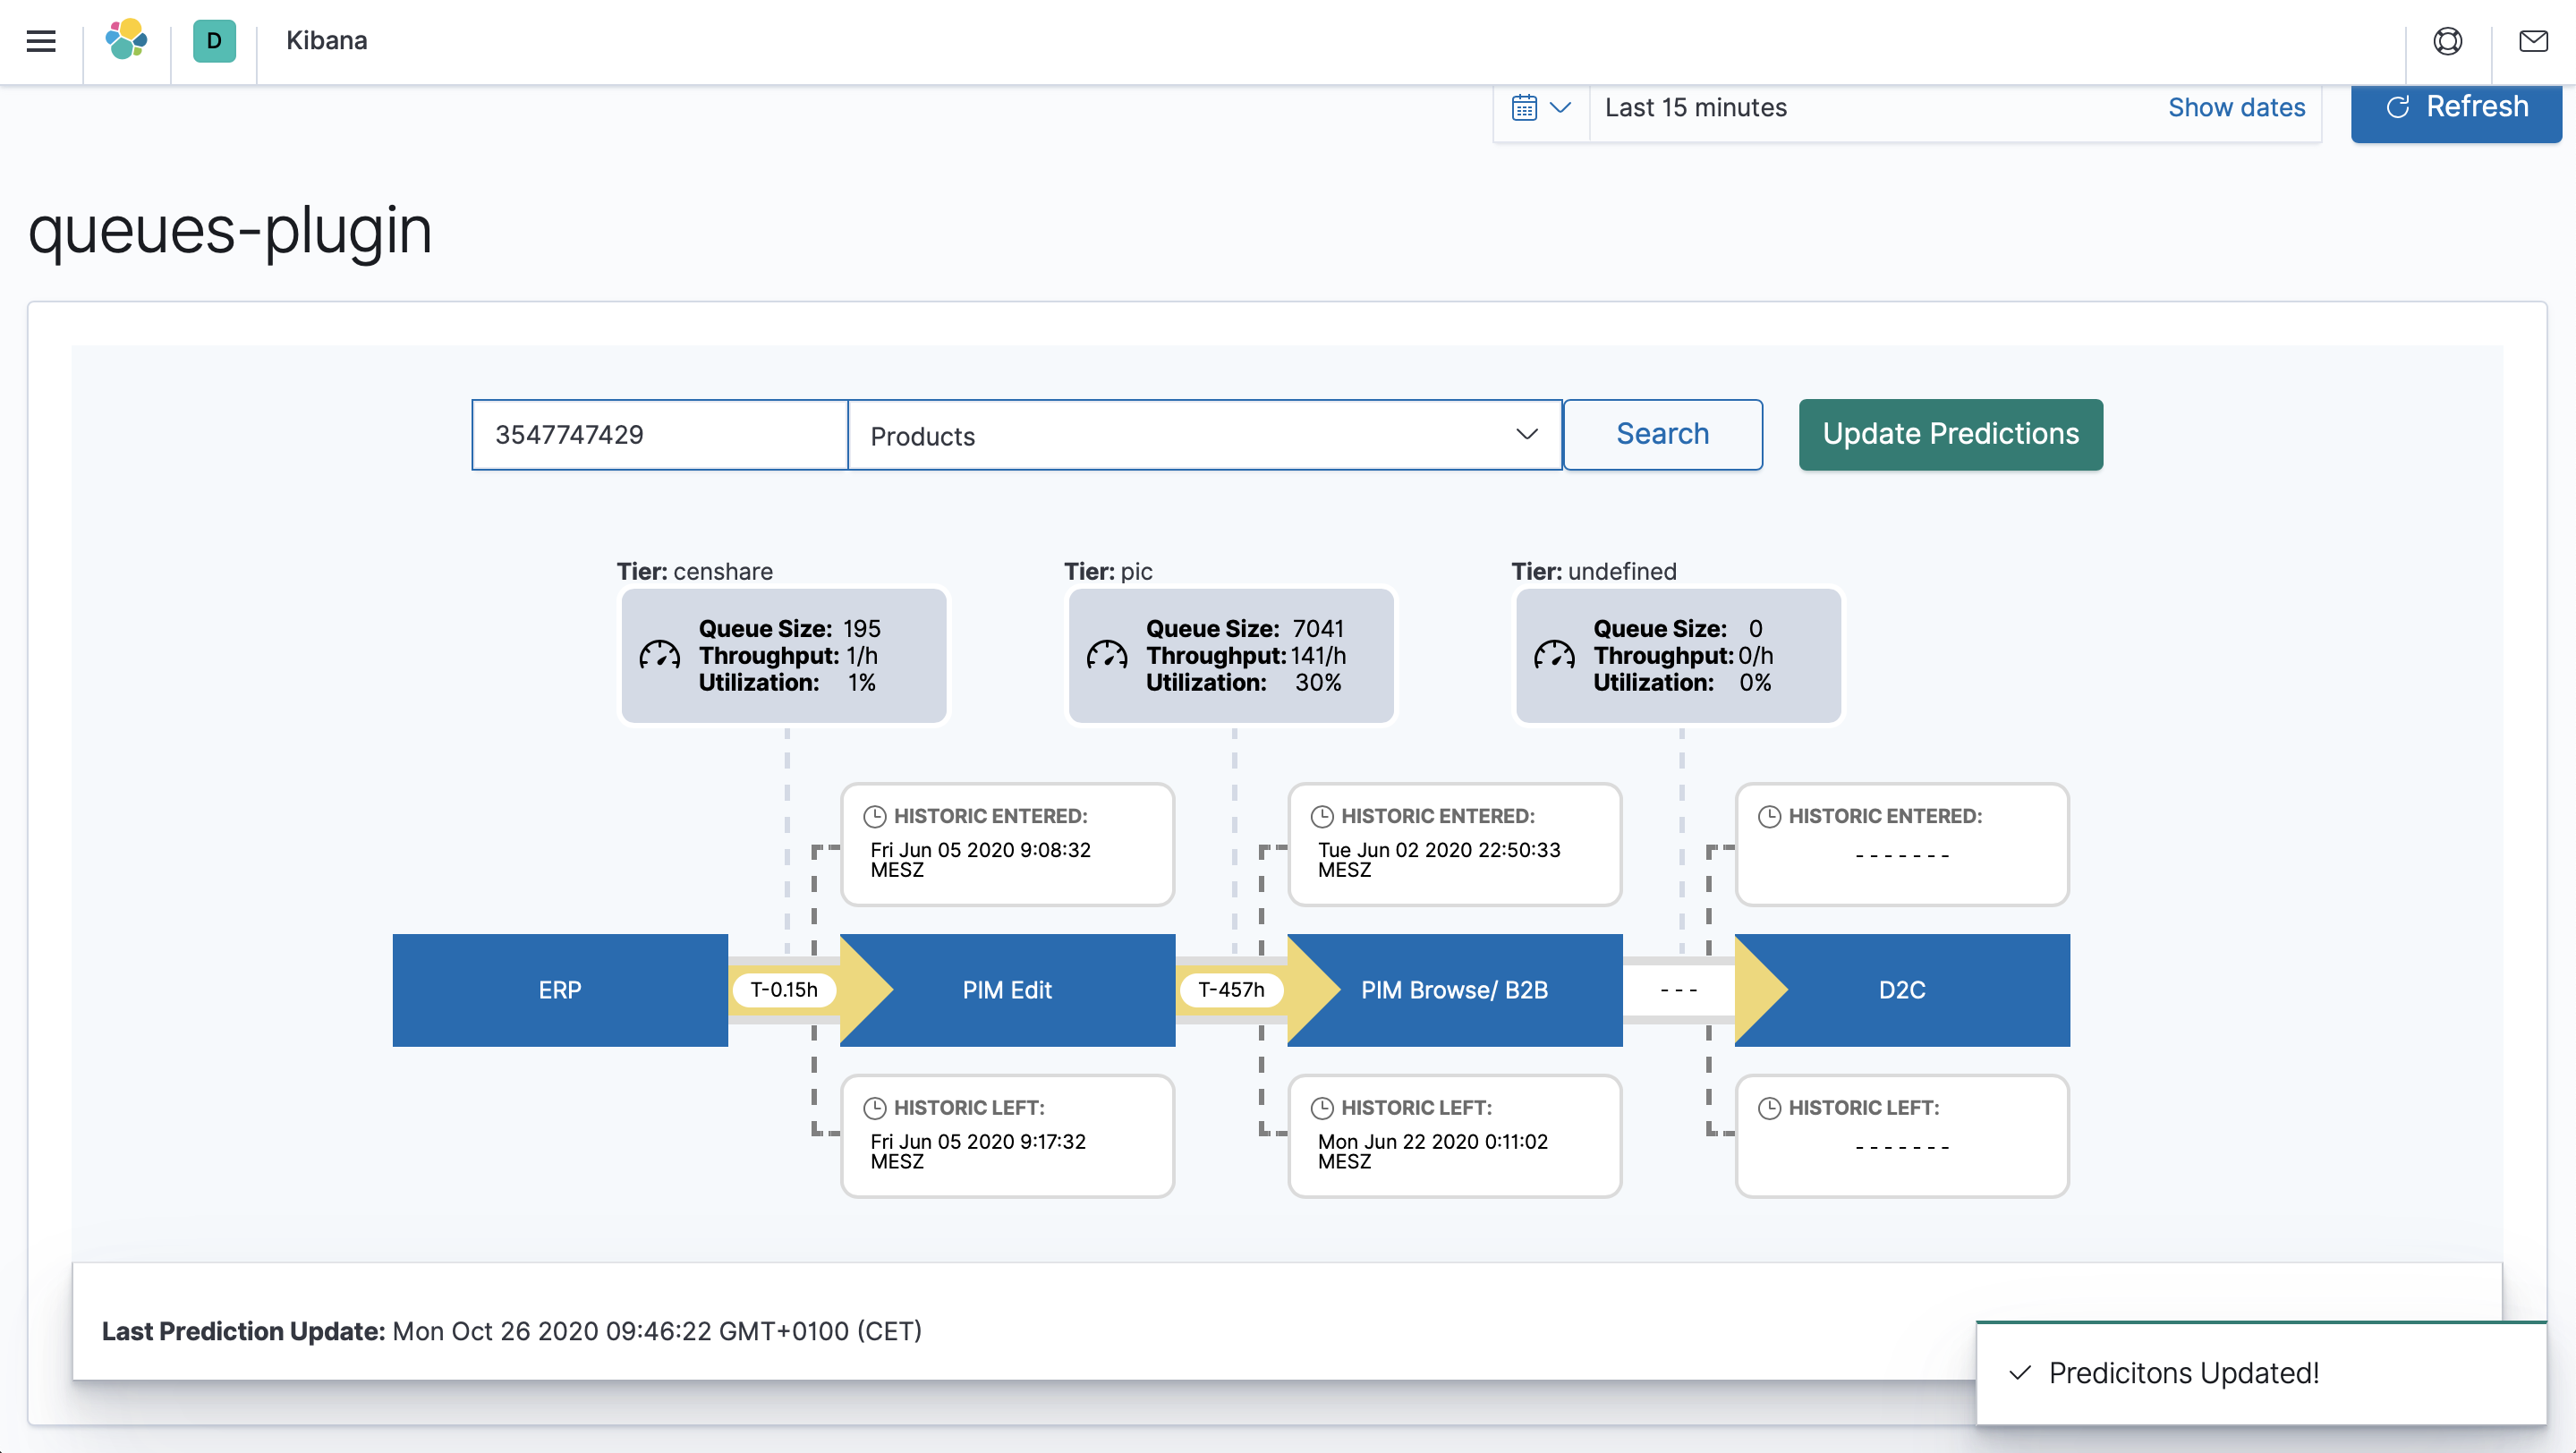 D
Kibana
Last 15 minutes
Show dates
Refresh
queues-plugin
3547747429
Products
Search
Update Predictions
Tier: censhare
Queue Size: 195
Throughput: 1/h
Utilization: 1%
Tier: pic
Queue Size: 7041
Throughput: 141/h
Utilization: 30%
Tier: undefined
Queue Size: 0
Throughput: 0/h
Utilization: 0%
HISTORIC ENTERED:
Fri Jun 05 2020 9:08:32
MESZ
HISTORIC ENTERED:
Tue Jun 02 2020 22:50:33
MESZ
HISTORIC ENTERED:
- - - - - - -
ERP
T-0.15h
PIM Edit
T-457h
PIM Browse/ B2B
- - -
D2C
HISTORIC LEFT:
Fri Jun 05 2020 9:17:32
MESZ
HISTORIC LEFT:
Mon Jun 22 2020 0:11:02
MESZ
HISTORIC LEFT:
- - - - - - -
Last Prediction Update: Mon Oct 26 2020 09:46:22 GMT+0100 (CET)
Predicitons Updated!